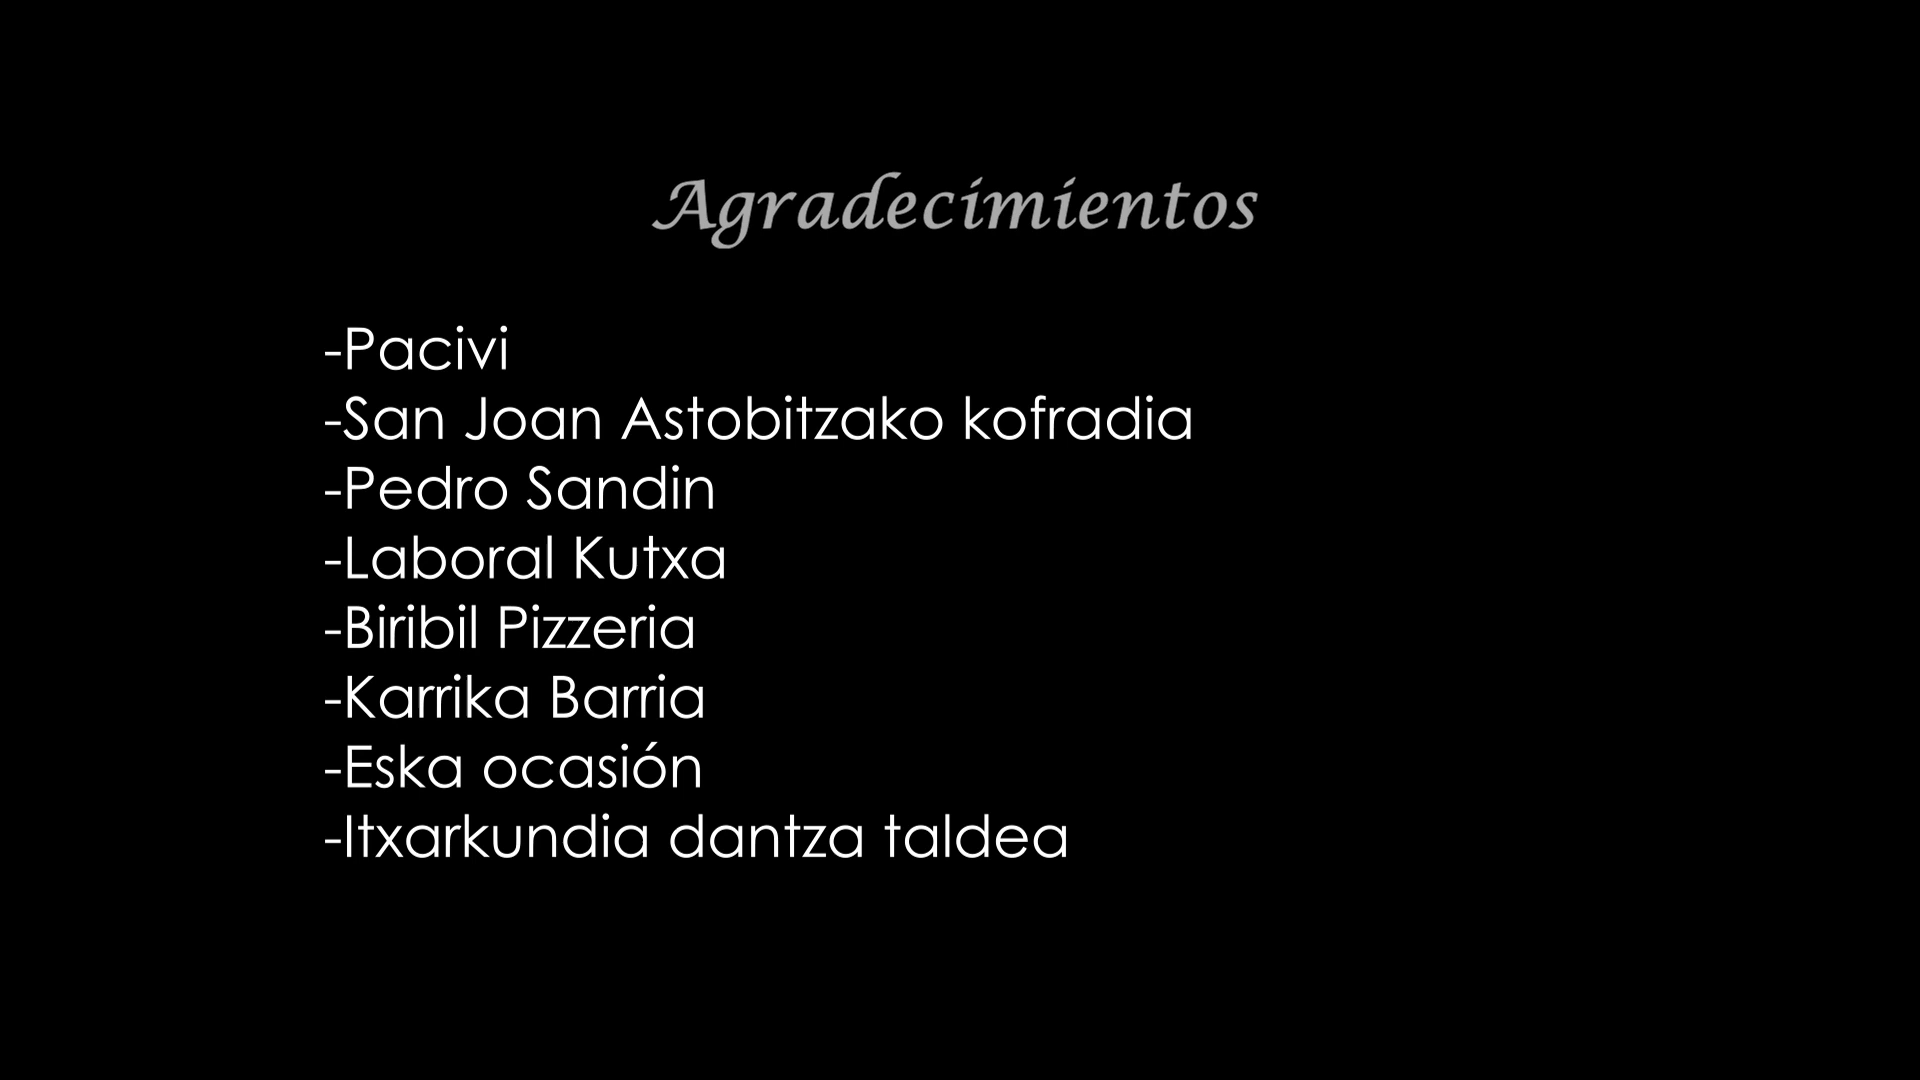 Agradecimientos
-Pacivi
-San Joan Astobitzako kofradia
-Pedro Sandin
-Laboral Kutxa
-Biribil Pizzeria
-Karrika Barria
-Eska ocasión
-Itxarkundia dantza taldea